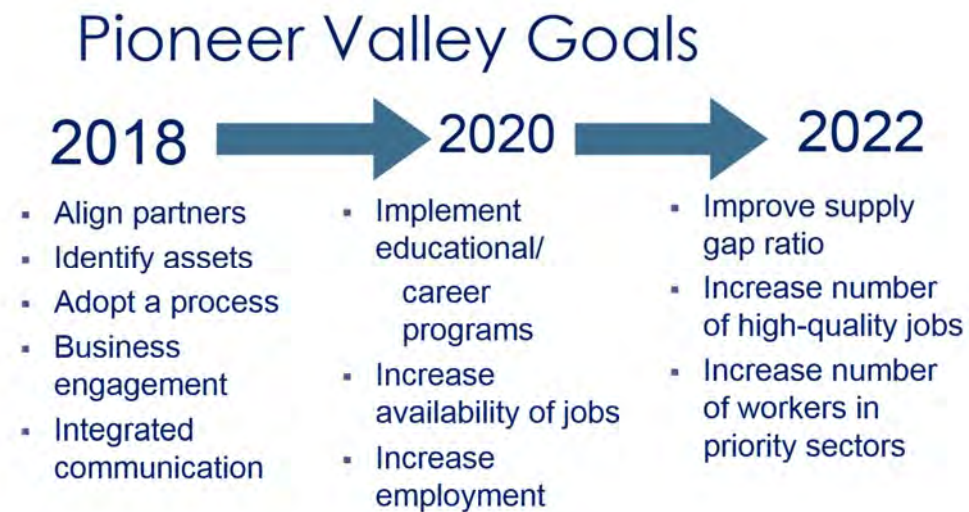 Pioneer Valley Goals
2018
Align partners
Identify assets
Adopt a process
Business
engagement
Integrated
communication
2020
Implement
educational/
career
programs
Increase
availability of jobs
Increase
employment
2022
Improve supply
gap ratio
Increase number
of high-quality jobs
Increase number
of workers in
priority sectors